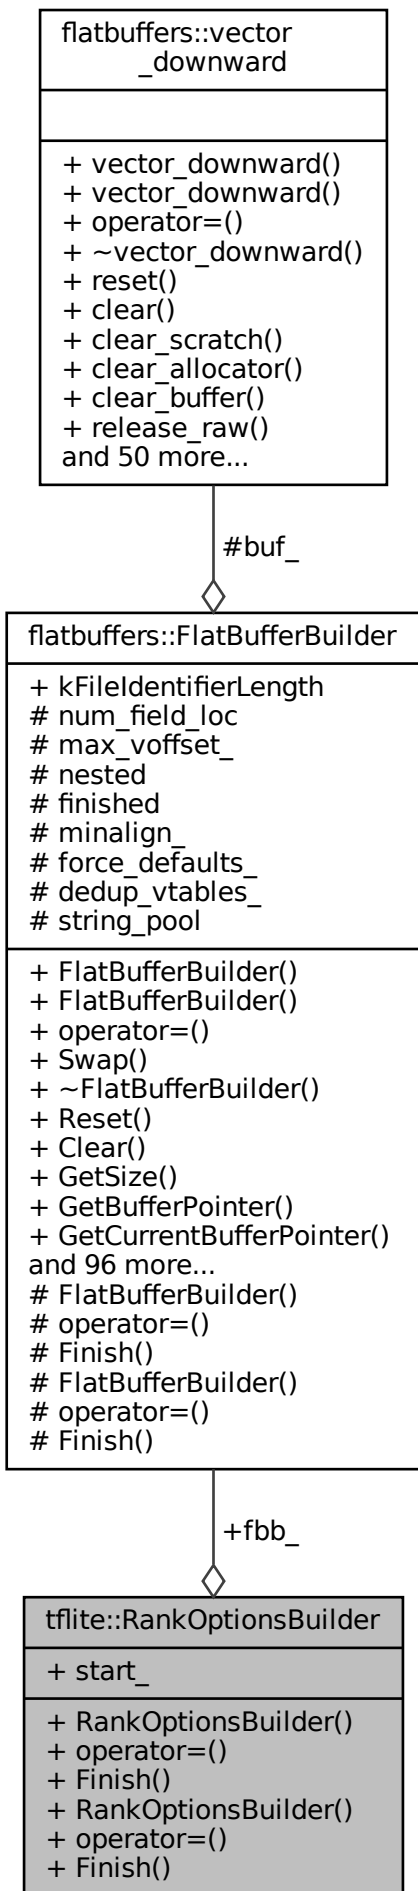 flatbuffers::vector
_downward
+ vector_downward()
+ vector_downward()
+ operator=()
+ ~vector_downward()
+ reset()
+ clear()
+ clear_scratch()
+ clear_allocator()
+ clear_buffer()
+ release_raw()
and 50 more...
#buf_
flatbuffers::FlatBufferBuilder
+ kFileIdentifierLength
# num_field_loc
# max_voffset_
# nested
# finished
# minalign_
# force_defaults_
# dedup_vtables_
# string_pool
+ FlatBufferBuilder()
+ FlatBufferBuilder()
+ operator=()
+ Swap()
+ ~FlatBufferBuilder()
+ Reset()
+ Clear()
+ GetSize()
+ GetBufferPointer()
+ GetCurrentBufferPointer()
and 96 more...
# FlatBufferBuilder()
# operator=()
# Finish()
# FlatBufferBuilder()
# operator=()
# Finish()
+fbb_
tflite::RankOptionsBuilder
+ start_
+ RankOptionsBuilder()
+ operator=()
+ Finish()
+ RankOptionsBuilder()
+ operator=()
+ Finish()